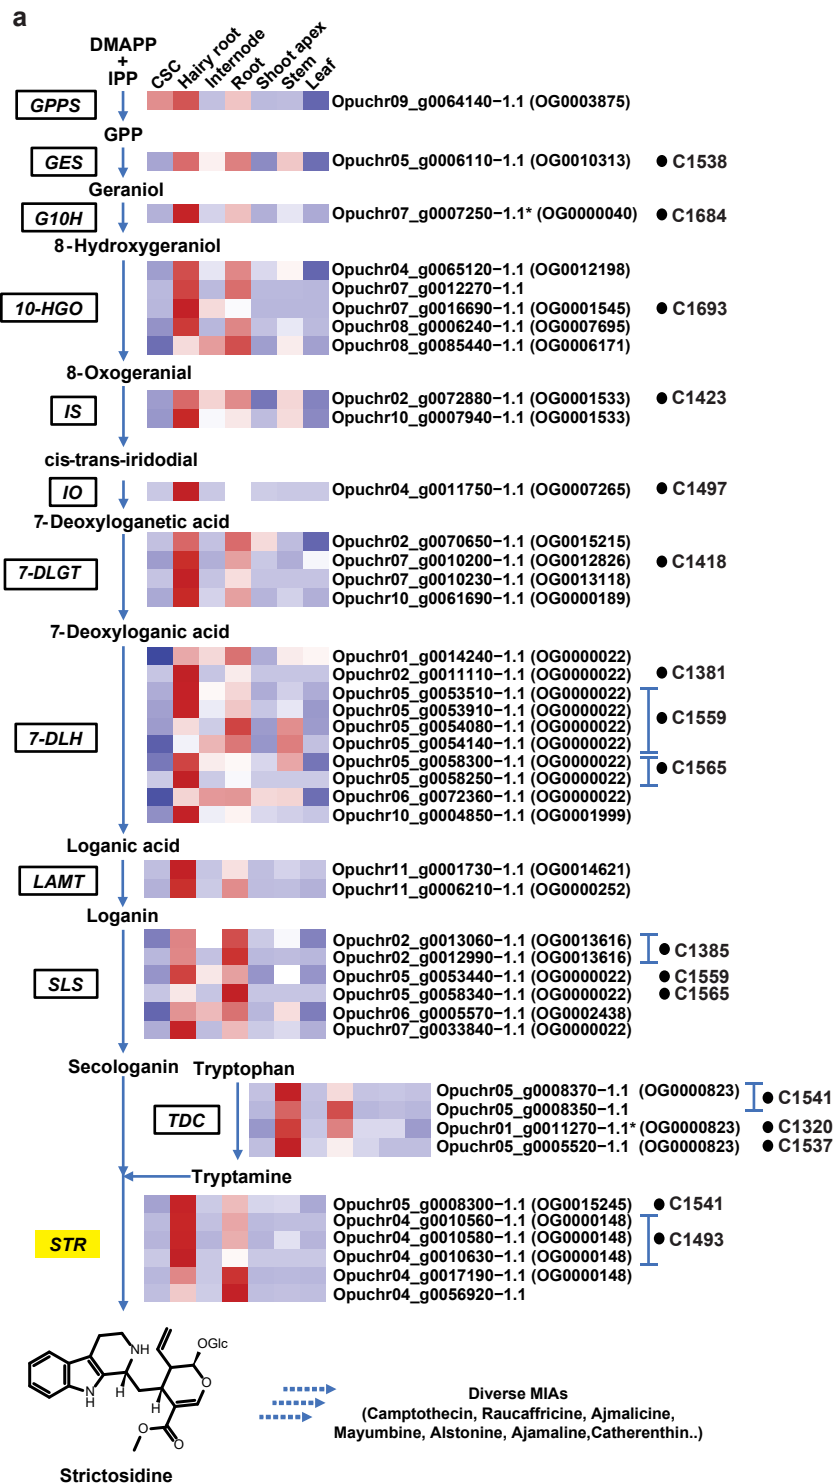 a
DMAPP
+
IPP
CSC
Hairy root
Internode
Root
Shoot apex
Stem
Leaf
GPPS
Opuchr09_g0064140−1.1 (OG0003875)
GPP
GES
Opuchr05_g0006110−1.1 (OG0010313)
C1538
Geraniol
G10H
Opuchr07_g0007250−1.1* (OG0000040)
C1684
8-Hydroxygeraniol
Opuchr04_g0065120−1.1 (OG0012198)
Opuchr07_g0012270−1.1
10-HGO
Opuchr07_g0016690−1.1 (OG0001545)
C1693
Opuchr08_g0006240−1.1 (OG0007695)
Opuchr08_g0085440−1.1 (OG0006171)
8-Oxogeranial
IS
Opuchr02_g0072880−1.1 (OG0001533)
C1423
Opuchr10_g0007940−1.1 (OG0001533)
cis-trans-iridodial
IO
Opuchr04_g0011750−1.1 (OG0007265)
C1497
7-Deoxyloganetic acid
Opuchr02_g0070650−1.1 (OG0015215)
7-DLGT
Opuchr07_g0010200−1.1 (OG0012826)
C1418
Opuchr07_g0010230−1.1 (OG0013118)
Opuchr10_g0061690−1.1 (OG0000189)
7-Deoxyloganic acid
Opuchr01_g0014240−1.1 (OG0000022)
Opuchr02_g0011110−1.1 (OG0000022)
C1381
Opuchr05_g0053510−1.1 (OG0000022)
Opuchr05_g0053910−1.1 (OG0000022)
C1559
7-DLH
Opuchr05_g0054080−1.1 (OG0000022)
Opuchr05_g0054140−1.1 (OG0000022)
Opuchr05_g0058300−1.1 (OG0000022)
C1565
Opuchr05_g0058250−1.1 (OG0000022)
Opuchr06_g0072360−1.1 (OG0000022)
Opuchr10_g0004850−1.1 (OG0001999)
Loganic acid
LAMT
Opuchr11_g0001730−1.1 (OG0014621)
Opuchr11_g0006210−1.1 (OG0000252)
Loganin
Opuchr02_g0013060−1.1 (OG0013616)
C1385
Opuchr02_g0012990−1.1 (OG0013616)
SLS
Opuchr05_g0053440−1.1 (OG0000022)
C1559
Opuchr05_g0058340−1.1 (OG0000022)
C1565
Opuchr06_g0005570−1.1 (OG0002438)
Opuchr07_g0033840−1.1 (OG0000022)
Secologanin
Tryptophan
Opuchr05_g0008370−1.1 (OG0000823)
C1541
Opuchr05_g0008350−1.1
TDC
Opuchr01_g0011270−1.1* (OG0000823)
C1320
Opuchr05_g0005520−1.1 (OG0000823)
C1537
Tryptamine
Opuchr05_g0008300−1.1 (OG0015245)
C1541
Opuchr04_g0010560−1.1 (OG0000148)
STR
Opuchr04_g0010580−1.1 (OG0000148)
C1493
Opuchr04_g0010630−1.1 (OG0000148)
Opuchr04_g0017190−1.1 (OG0000148)
Opuchr04_g0056920−1.1
NH
OGlc
O
N
H
H
H
O
O
Strictosidine
Diverse MIAs
(Camptothecin, Raucaffricine, Ajmalicine,
Mayumbine, Alstonine, Ajamaline,Catherenthin..)